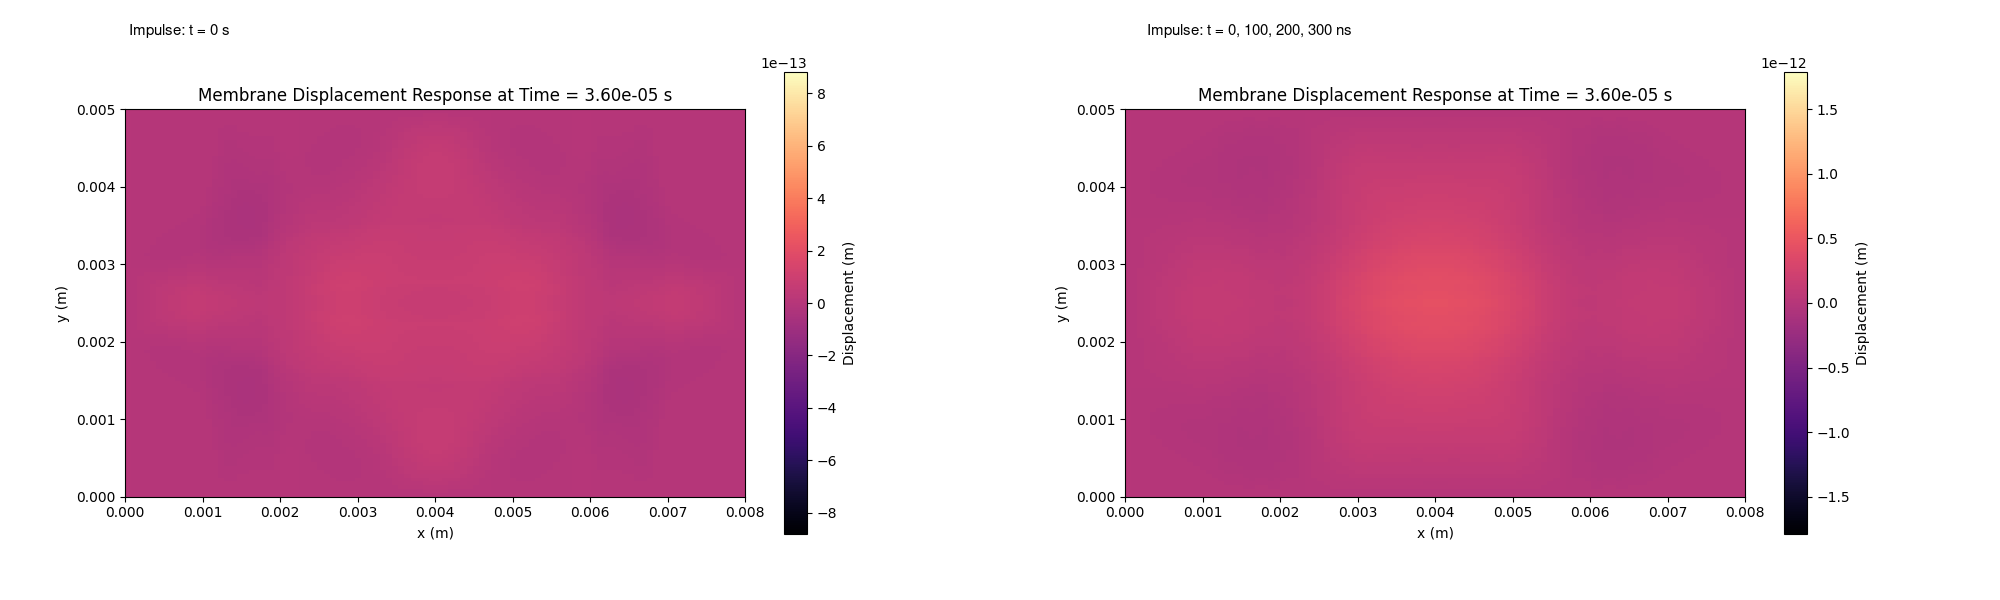 Impulse: t = 0 s
1e−13
Membrane Displacement Response at Time = 3.60e-05 s
0.005
0.004
0.003
0.002
0.001
0.000
y (m)
0.000 0.001 0.002 0.003 0.004 0.005 0.006 0.007 0.008
x (m)
8
6
4
2
0
−2
−4
−6
−8
Displacement (m)
Impulse: t = 0, 100, 200, 300 ns
1e−12
Membrane Displacement Response at Time = 3.60e-05 s
0.005
0.004
0.003
0.002
0.001
0.000
y (m)
0.000 0.001 0.002 0.003 0.004 0.005 0.006 0.007 0.008
x (m)
1.5
1.0
0.5
0.0
−0.5
−1.0
−1.5
Displacement (m)